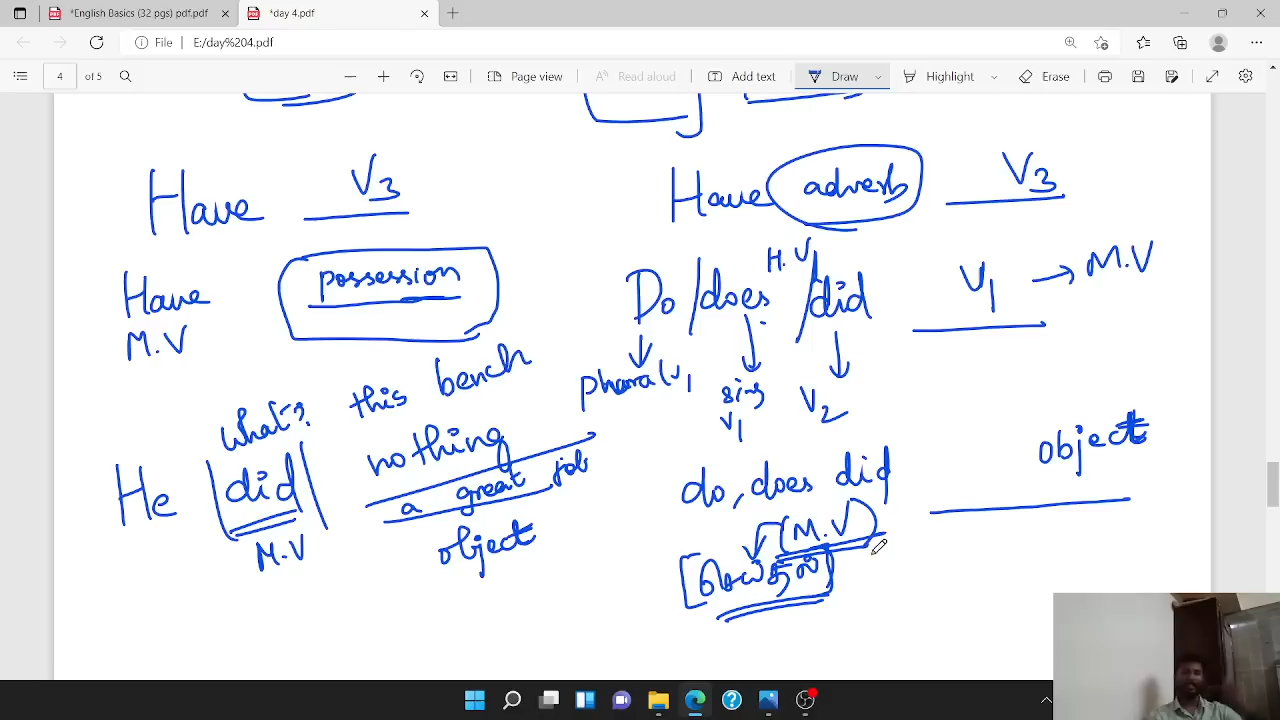 *English Basics (32 pgs) pdf.pdf
*day 4.pdf
File E:/day%204.pdf
4 of 5
Page view
Read aloud
Add text
Draw
Highlight
Erase
Have V3
Have adverb V3
Have possession
M.V
H.V
Do/does/did V1 → M.V
V1
sing
V1
V2
what? this bench
He did nothing
a great job
M.V
object
do, does did object
(M.V)